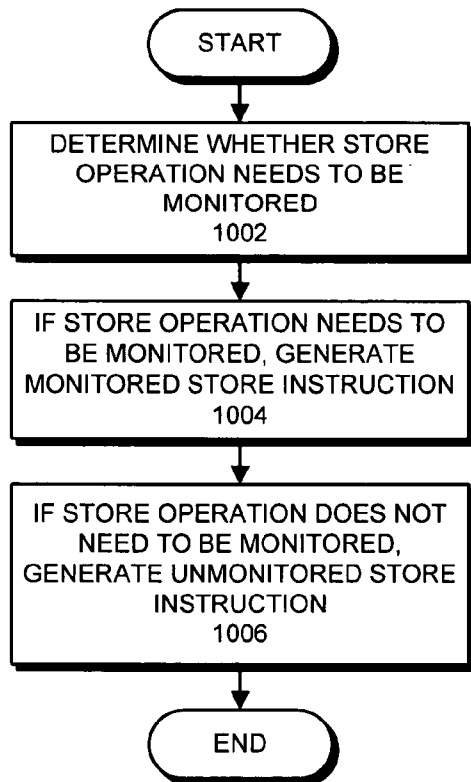 START
DETERMINE WHETHER STORE
OPERATION NEEDS TO BE
MONITORED
1002
IF STORE OPERATION NEEDS TO
BE MONITORED, GENERATE
MONITORED STORE INSTRUCTION
1004
IF STORE OPERATION DOES NOT
NEED TO BE MONITORED,
GENERATE UNMONITORED STORE
INSTRUCTION
1006
END